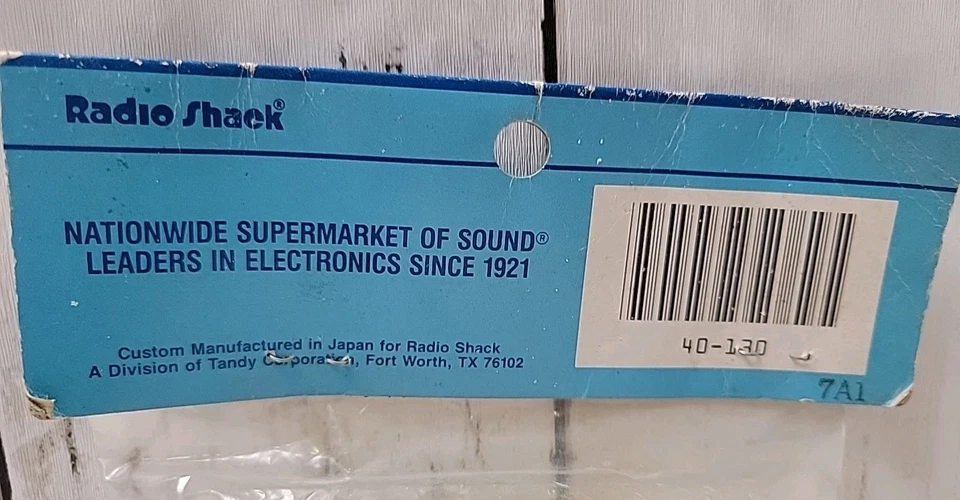 Radio Shack®
NATIONWIDE SUPERMARKET OF SOUND®
LEADERS IN ELECTRONICS SINCE 1921
Custom Manufactured in Japan for Radio Shack
A Division of Tandy Corporation, Fort Worth, TX 76102
40-130
7A1